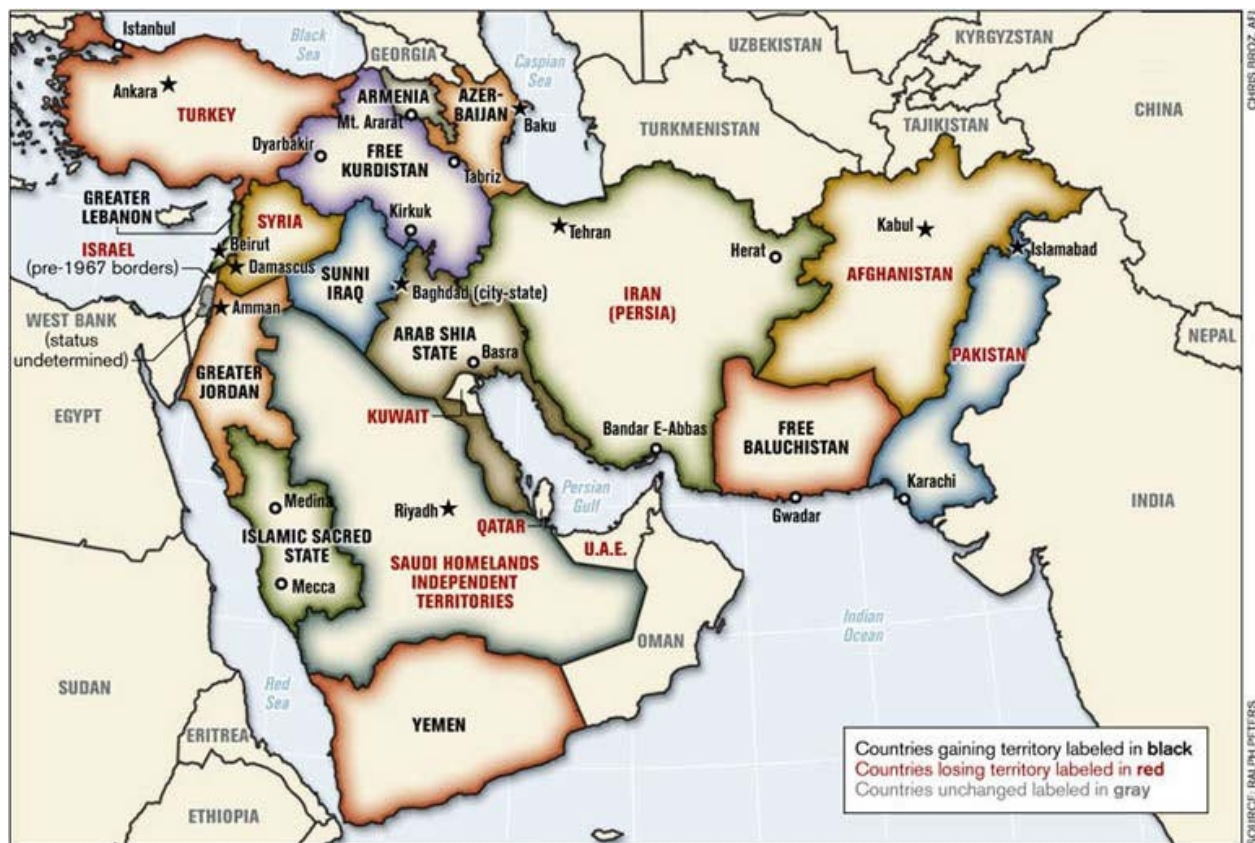 Istanbul
Black
Sea
GEORGIA
Caspian
Sea
UZBEKISTAN
KYRGYZSTAN
CHRIS BROZ, AFJ
Ankara
TURKEY
ARMENIA
Mt. Ararat
AZER-
BAIJAN
Baku
TURKMENISTAN
TAJIKISTAN
CHINA
Dyarbakir
FREE
KURDISTAN
Tabriz
GREATER
LEBANON
SYRIA
Kirkuk
Tehran
Herat
Kabul
Islamabad
ISRAEL
(pre-1967 borders)
Beirut
Damascus
SUNNI
IRAQ
Baghdad (city-state)
IRAN
(PERSIA)
AFGHANISTAN
WEST BANK
(status
undetermined)
Amman
ARAB SHIA
STATE
Basra
PAKISTAN
NEPAL
GREATER
JORDAN
EGYPT
KUWAIT
Bandar E-Abbas
FREE
BALUCHISTAN
Medina
Riyadh
Persian
Gulf
Gwadar
Karachi
INDIA
ISLAMIC SACRED
STATE
QATAR
U.A.E.
Mecca
SAUDI HOMELANDS
INDEPENDENT
TERRITORIES
OMAN
Indian
Ocean
SUDAN
Red
Sea
YEMEN
ERITREA
ETHIOPIA
Countries gaining territory labeled in black
Countries losing territory labeled in red
Countries unchanged labeled in gray
SOURCE: RALPH PETERS